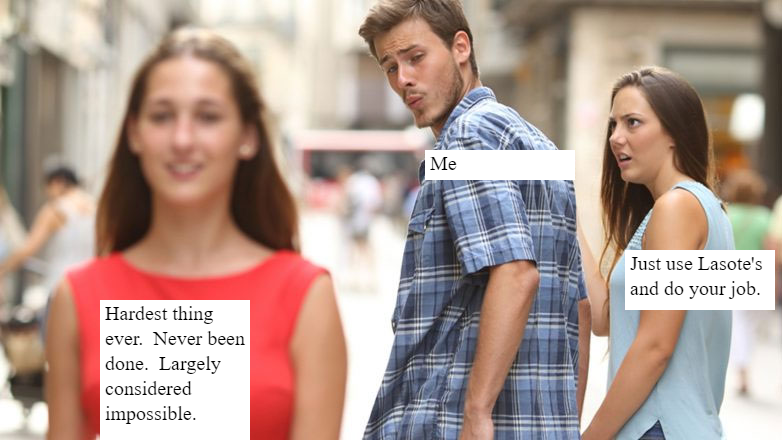 Me
Just use Lasote's
and do your job.
Hardest thing
ever.  Never been
done.  Largely
considered
impossible.